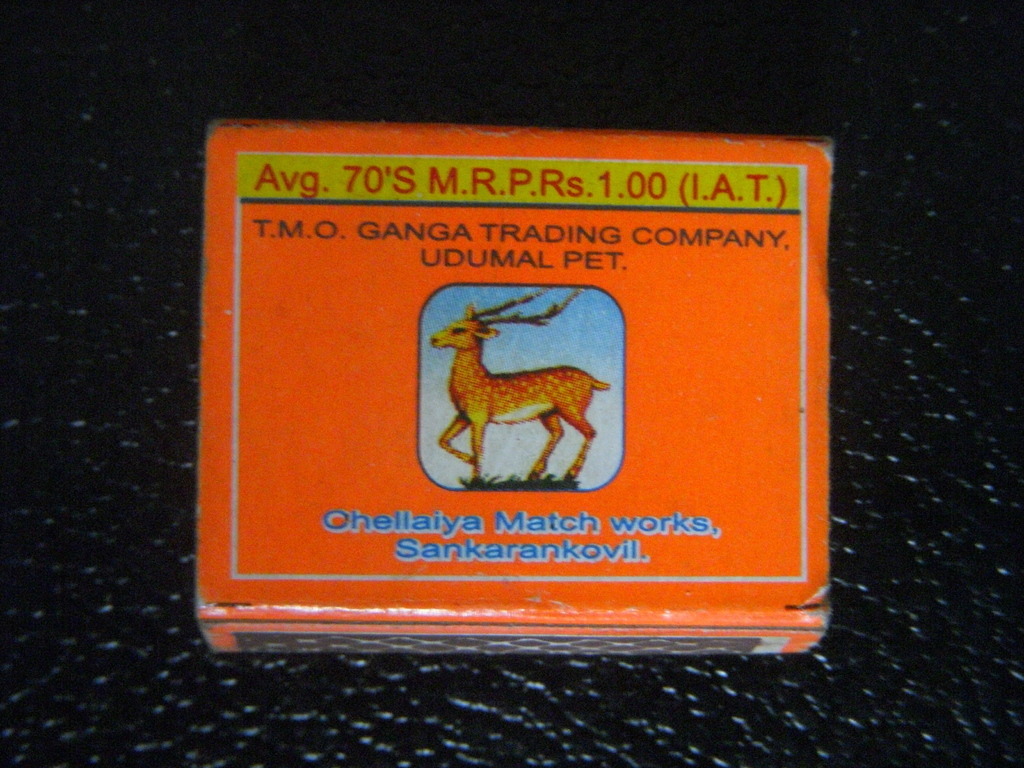 Avg. 70'S M.R.P.Rs.1.00 (I.A.T.)
T.M.O. GANGA TRADING COMPANY,
UDUMAL PET.
Chellaiya Match works,
Sankarankovil.